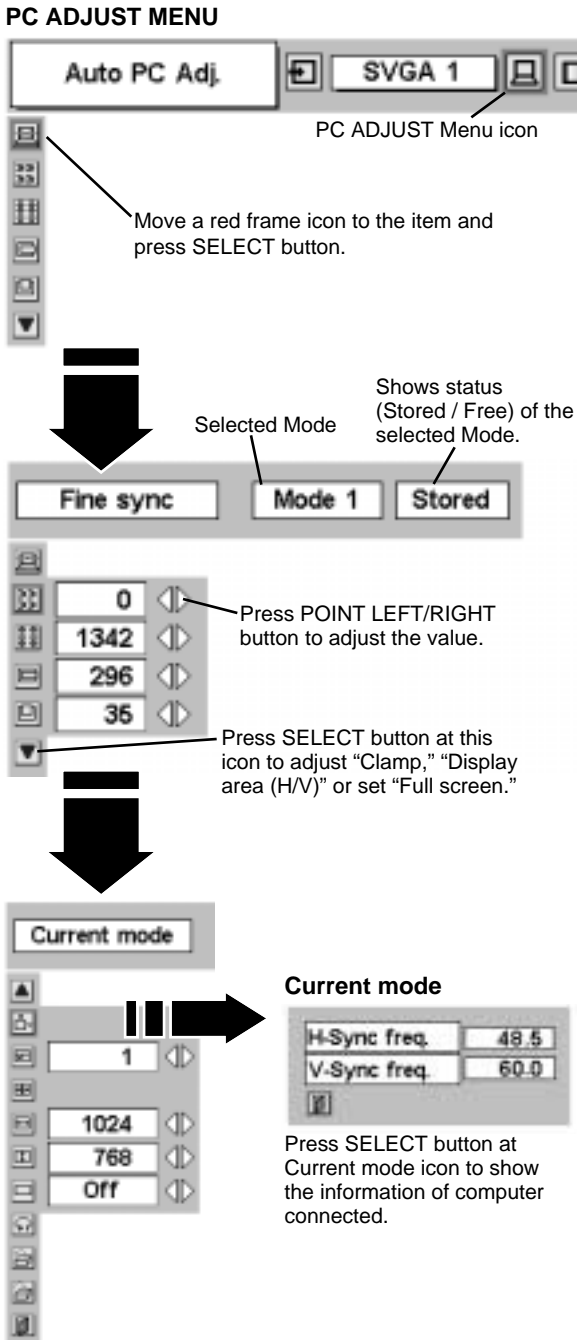 PC ADJUST MENU
Auto PC Adj.
SVGA 1
PC ADJUST Menu icon
Move a red frame icon to the item and
press SELECT button.
Shows status
(Stored / Free) of the
selected Mode.
Selected Mode
Fine sync
Mode 1
Stored
0
Press POINT LEFT/RIGHT
button to adjust the value.
1342
296
35
Press SELECT button at this
icon to adjust “Clamp,” “Display
area (H/V)” or set “Full screen.”
Current mode
1
1024
768
Off
Current mode
H-Sync freq. 48.5
V-Sync freq. 60.0
Press SELECT button at
Current mode icon to show
the information of computer
connected.